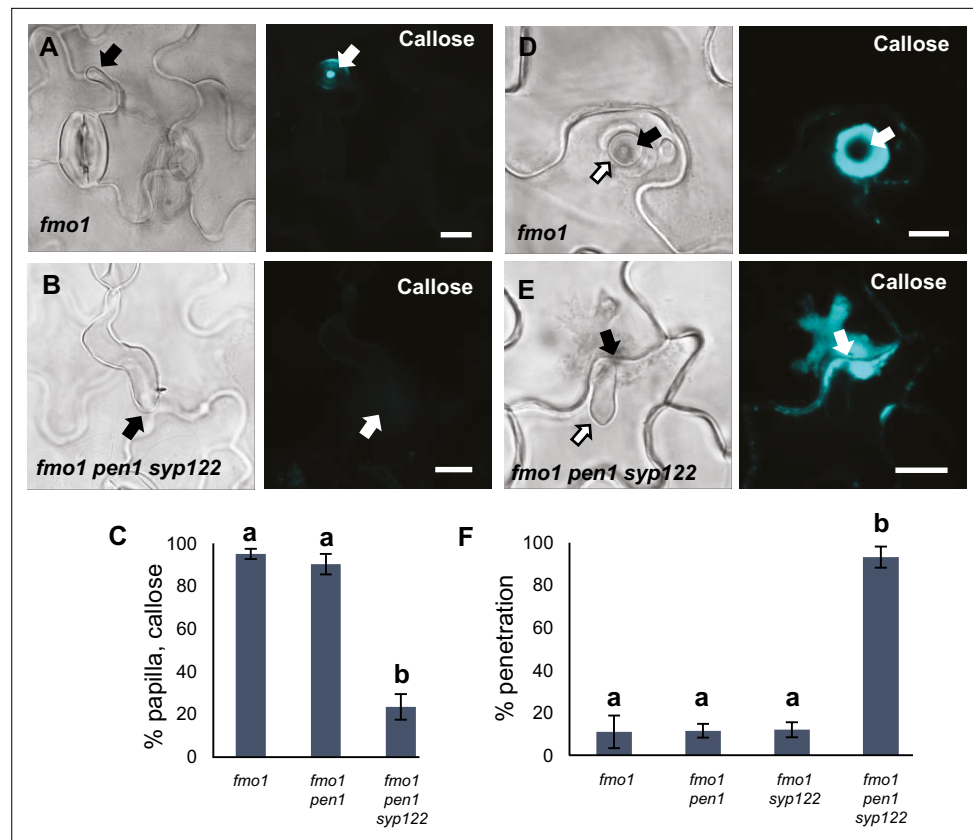 A
Callose
fmo1
D
Callose
fmo1
B
Callose
fmo1 pen1 syp122
E
Callose
fmo1 pen1 syp122
C
% papilla, callose
100
80
60
40
20
0
a
a
b
fmo1
fmo1
pen1
fmo1
pen1
syp122
F
% penetration
100
80
60
40
20
0
a
a
a
b
fmo1
fmo1
pen1
fmo1
syp122
fmo1
pen1
syp122